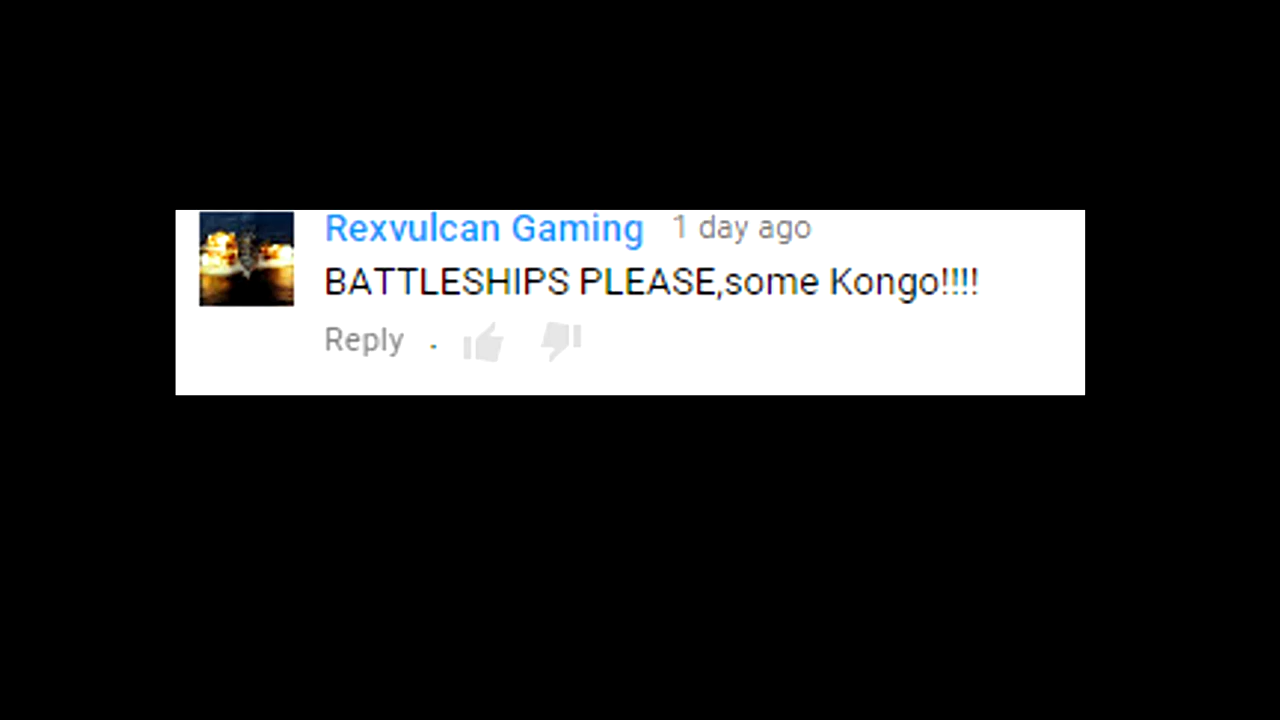 Rexvulcan Gaming 1 day ago
BATTLESHIPS PLEASE,some Kongo!!!!
Reply .